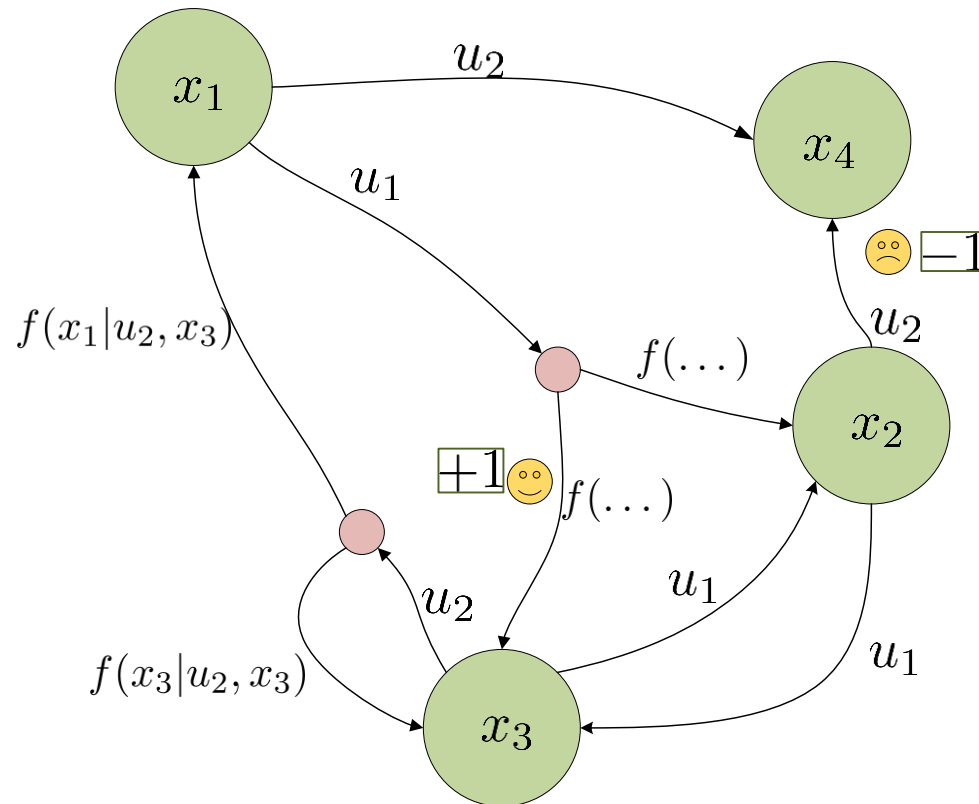 x₁
u₂
x₄
u₁
−1
f(x₁|u₂, x₃)
u₂
f(...)
x₂
+1
f(...)
u₁
u₂
f(x₃|u₂, x₃)
u₁
x₃